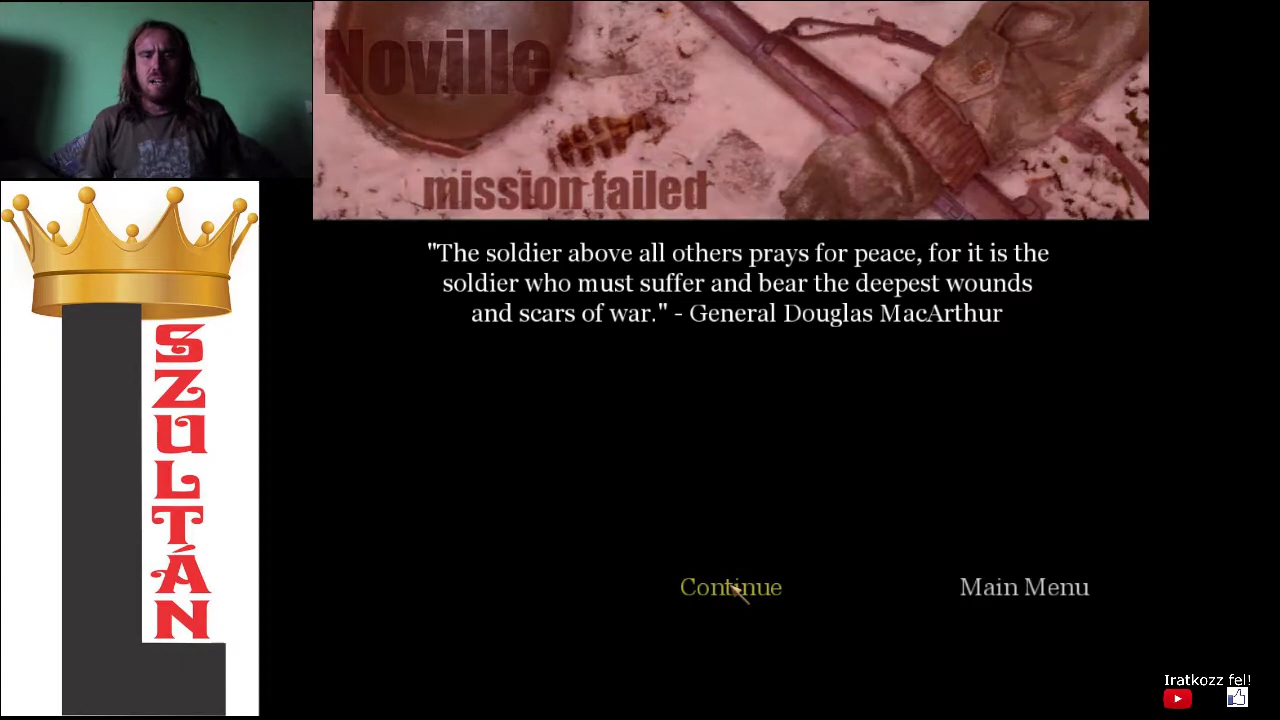 Noville
mission failed
"The soldier above all others prays for peace, for it is the
soldier who must suffer and bear the deepest wounds
and scars of war." - General Douglas MacArthur
L
SZULTÁN
Continue
Main Menu
Iratkozz fel!